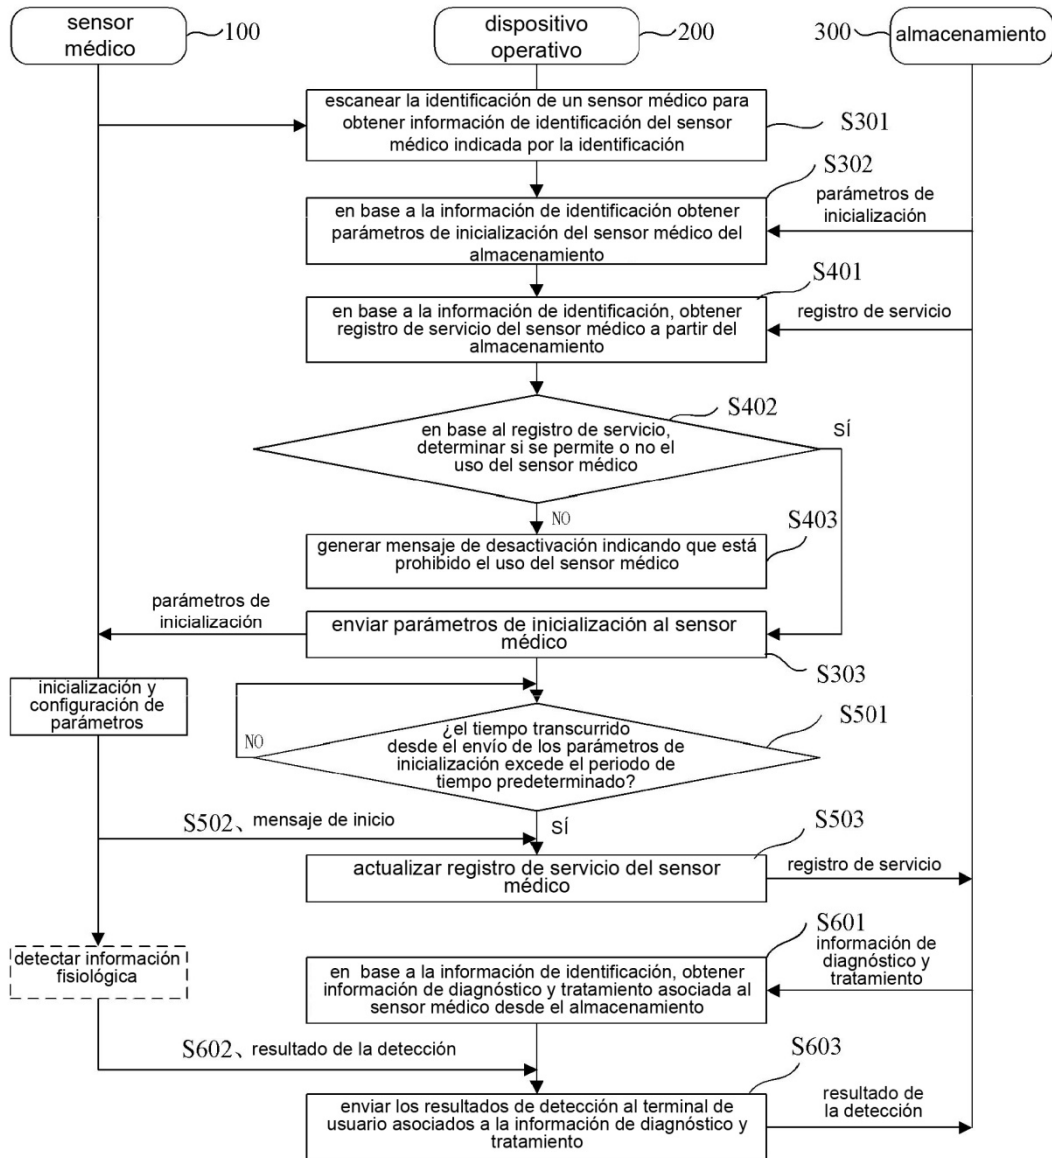 sensor
médico
100
dispositivo
operativo
200
300
almacenamiento
escanear la identificación de un sensor médico para
obtener información de identificación del sensor
médico indicada por la identificación
S301
S302
parámetros de
inicialización
en base a la información de identificación obtener
parámetros de inicialización del sensor médico del
almacenamiento
S401
en base a la información de identificación, obtener
registro de servicio del sensor médico a partir del
almacenamiento
registro de servicio
S402
en base al registro de servicio,
determinar si se permite o no el
uso del sensor médico
SÍ
NO
S403
generar mensaje de desactivación indicando que está
prohibido el uso del sensor médico
parámetros de
inicialización
enviar parámetros de inicialización al sensor
médico
S303
inicialización y
configuración de
parámetros
S501
¿el tiempo transcurrido
desde el envío de los parámetros de
inicialización excede el periodo de
tiempo predeterminado?
NO
SÍ
S502、mensaje de inicio
S503
actualizar registro de servicio del sensor
médico
registro de servicio
S601
información de
diagnóstico y
tratamiento
detectar información
fisiológica
en base a la información de identificación, obtener
información de diagnóstico y tratamiento asociada al
sensor médico desde el almacenamiento
S602、resultado de la detección
S603
enviar los resultados de detección al terminal de
usuario asociados a la información de diagnóstico y
tratamiento
resultado de
la detección